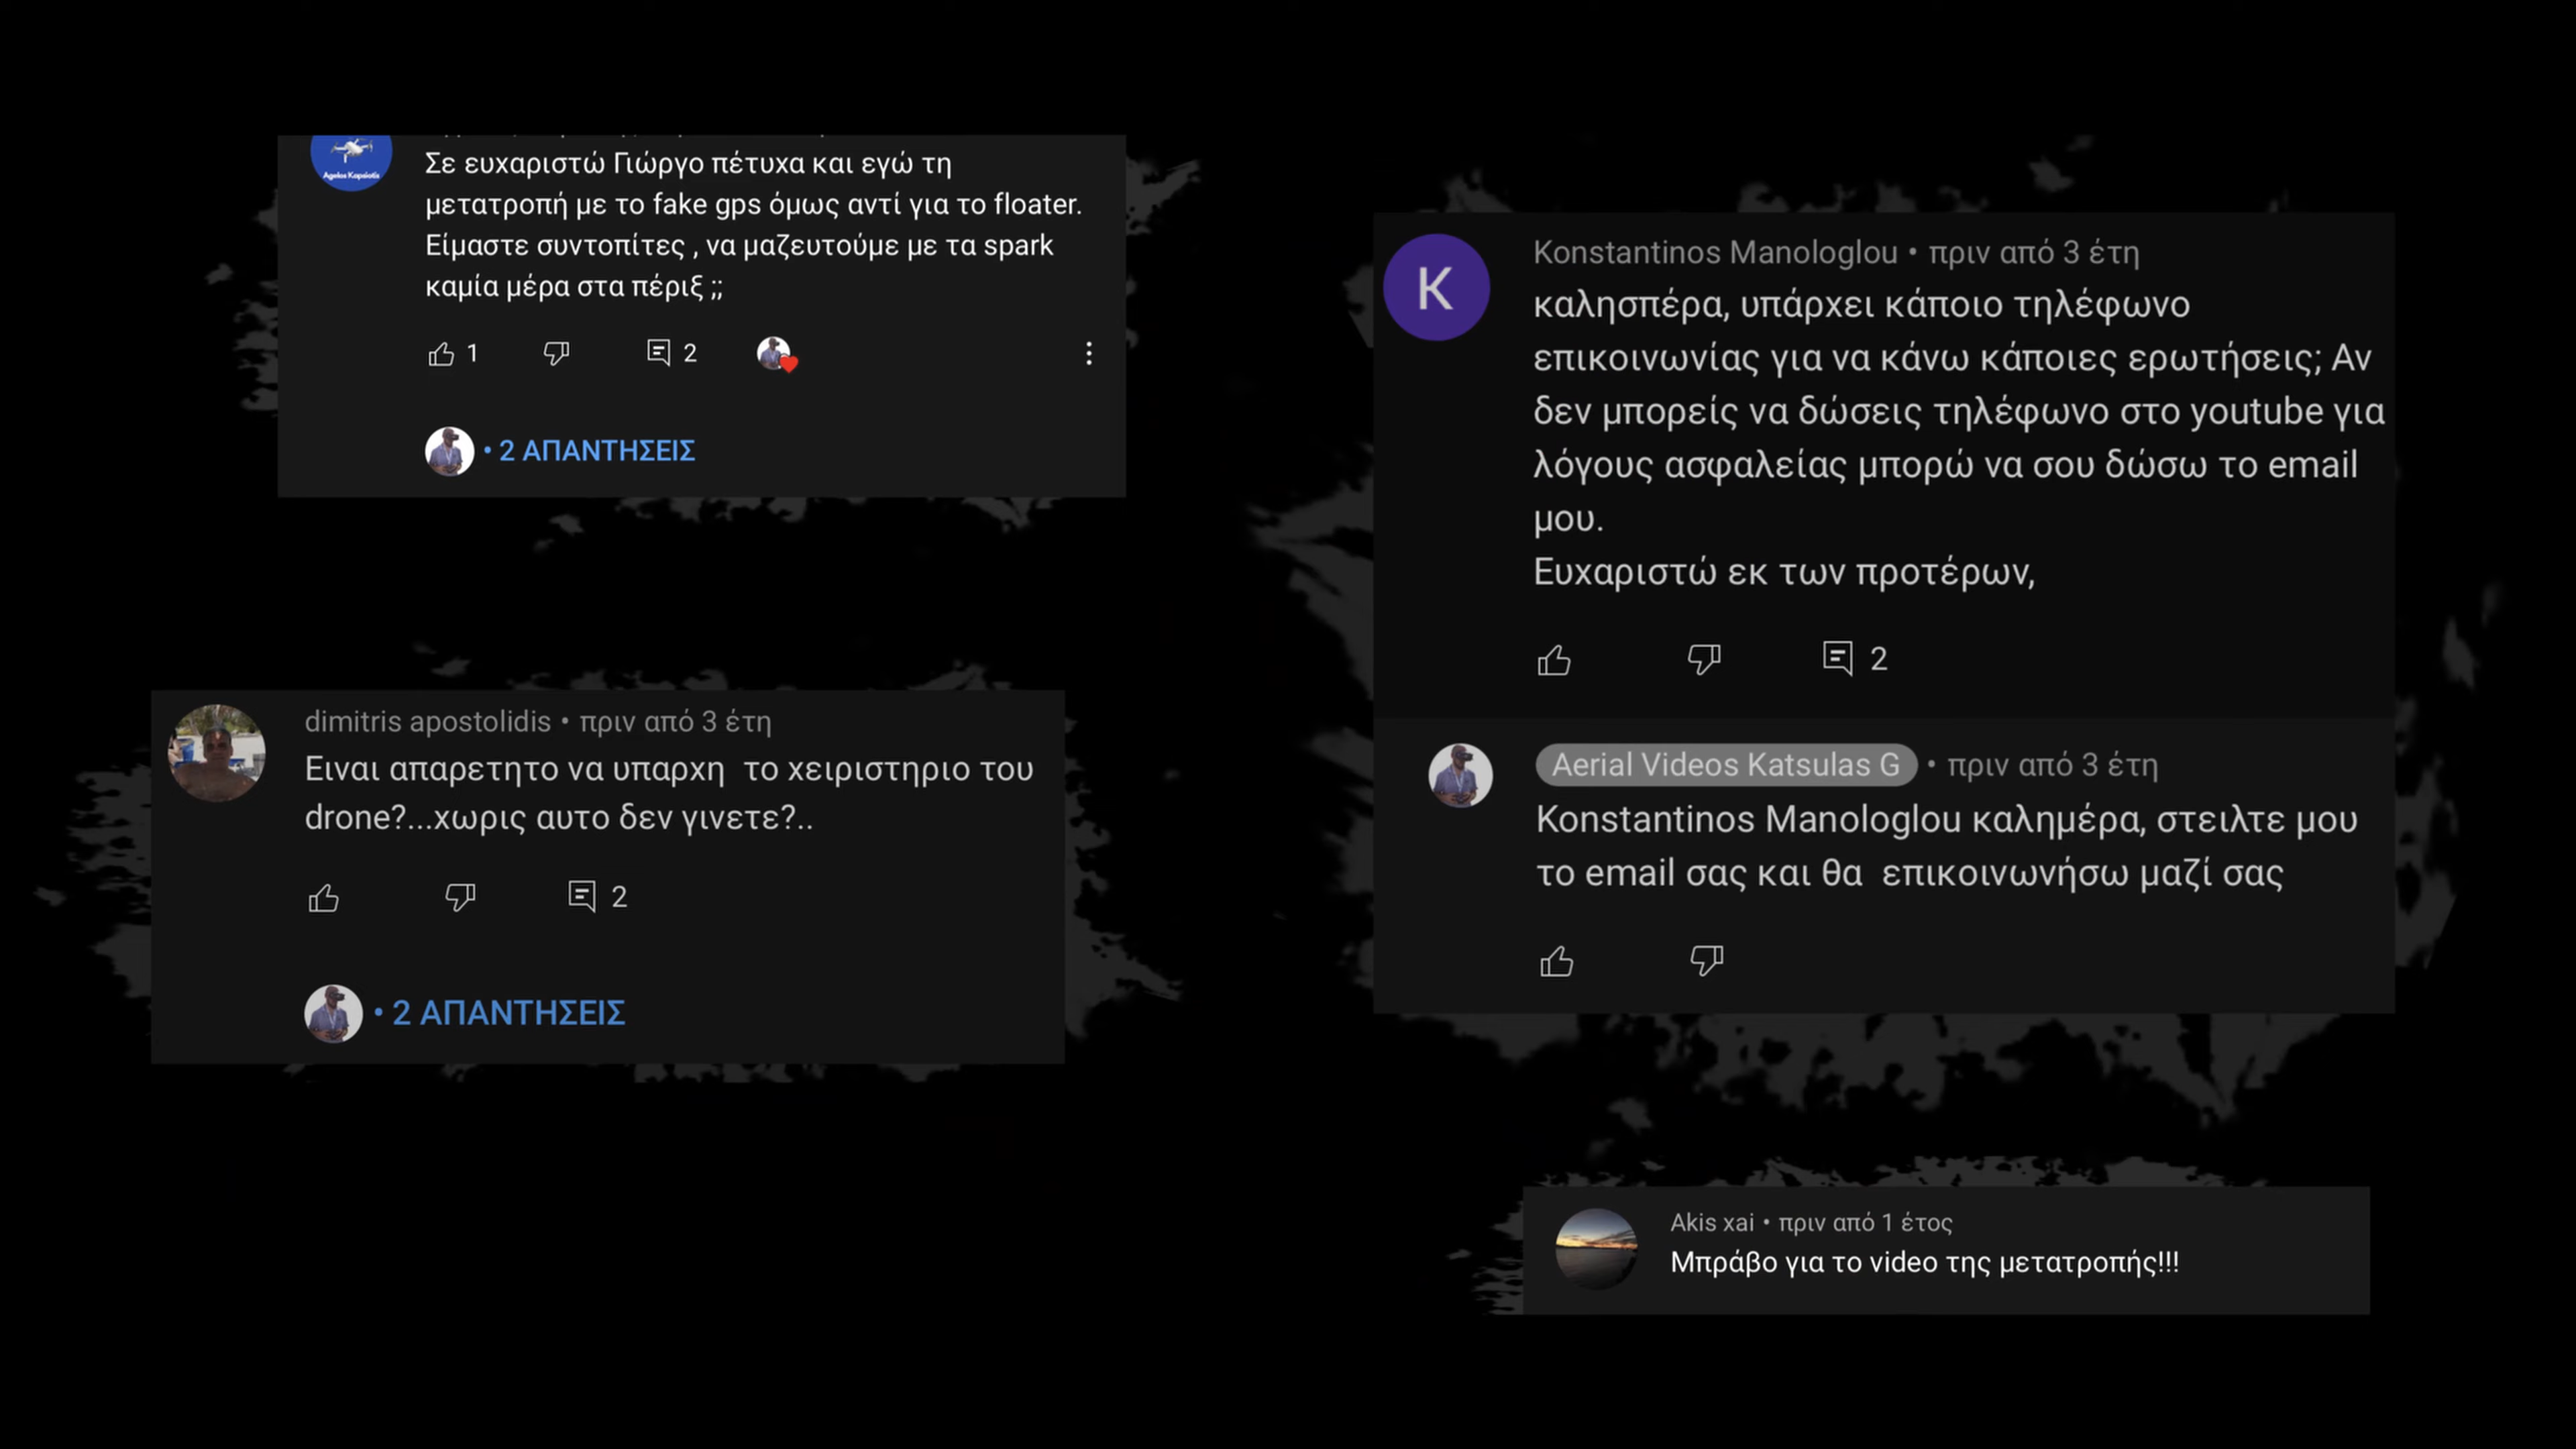 Agelos Kapsiotis
Σε ευχαριστώ Γιώργο πέτυχα και εγώ τη
μετατροπή με το fake gps όμως αντί για το floater.
Είμαστε συντοπίτες , να μαζευτούμε με τα spark
καμία μέρα στα πέριξ ;;
1
2
• 2 ΑΠΑΝΤΗΣΕΙΣ
dimitris apostolidis • πριν από 3 έτη
Ειναι απαρετητο να υπαρχη  το χειριστηριο του
drone?...χωρις αυτο δεν γινετε?..
2
• 2 ΑΠΑΝΤΗΣΕΙΣ
K
Konstantinos Manologlou • πριν από 3 έτη
καλησπέρα, υπάρχει κάποιο τηλέφωνο
επικοινωνίας για να κάνω κάποιες ερωτήσεις; Αν
δεν μπορείς να δώσεις τηλέφωνο στο youtube για
λόγους ασφαλείας μπορώ να σου δώσω το email
μου.
Ευχαριστώ εκ των προτέρων,
2
Aerial Videos Katsulas G • πριν από 3 έτη
Konstantinos Manologlou καλημέρα, στειλτε μου
το email σας και θα  επικοινωνήσω μαζί σας
Akis xai • πριν από 1 έτος
Μπράβο για το video της μετατροπής!!!